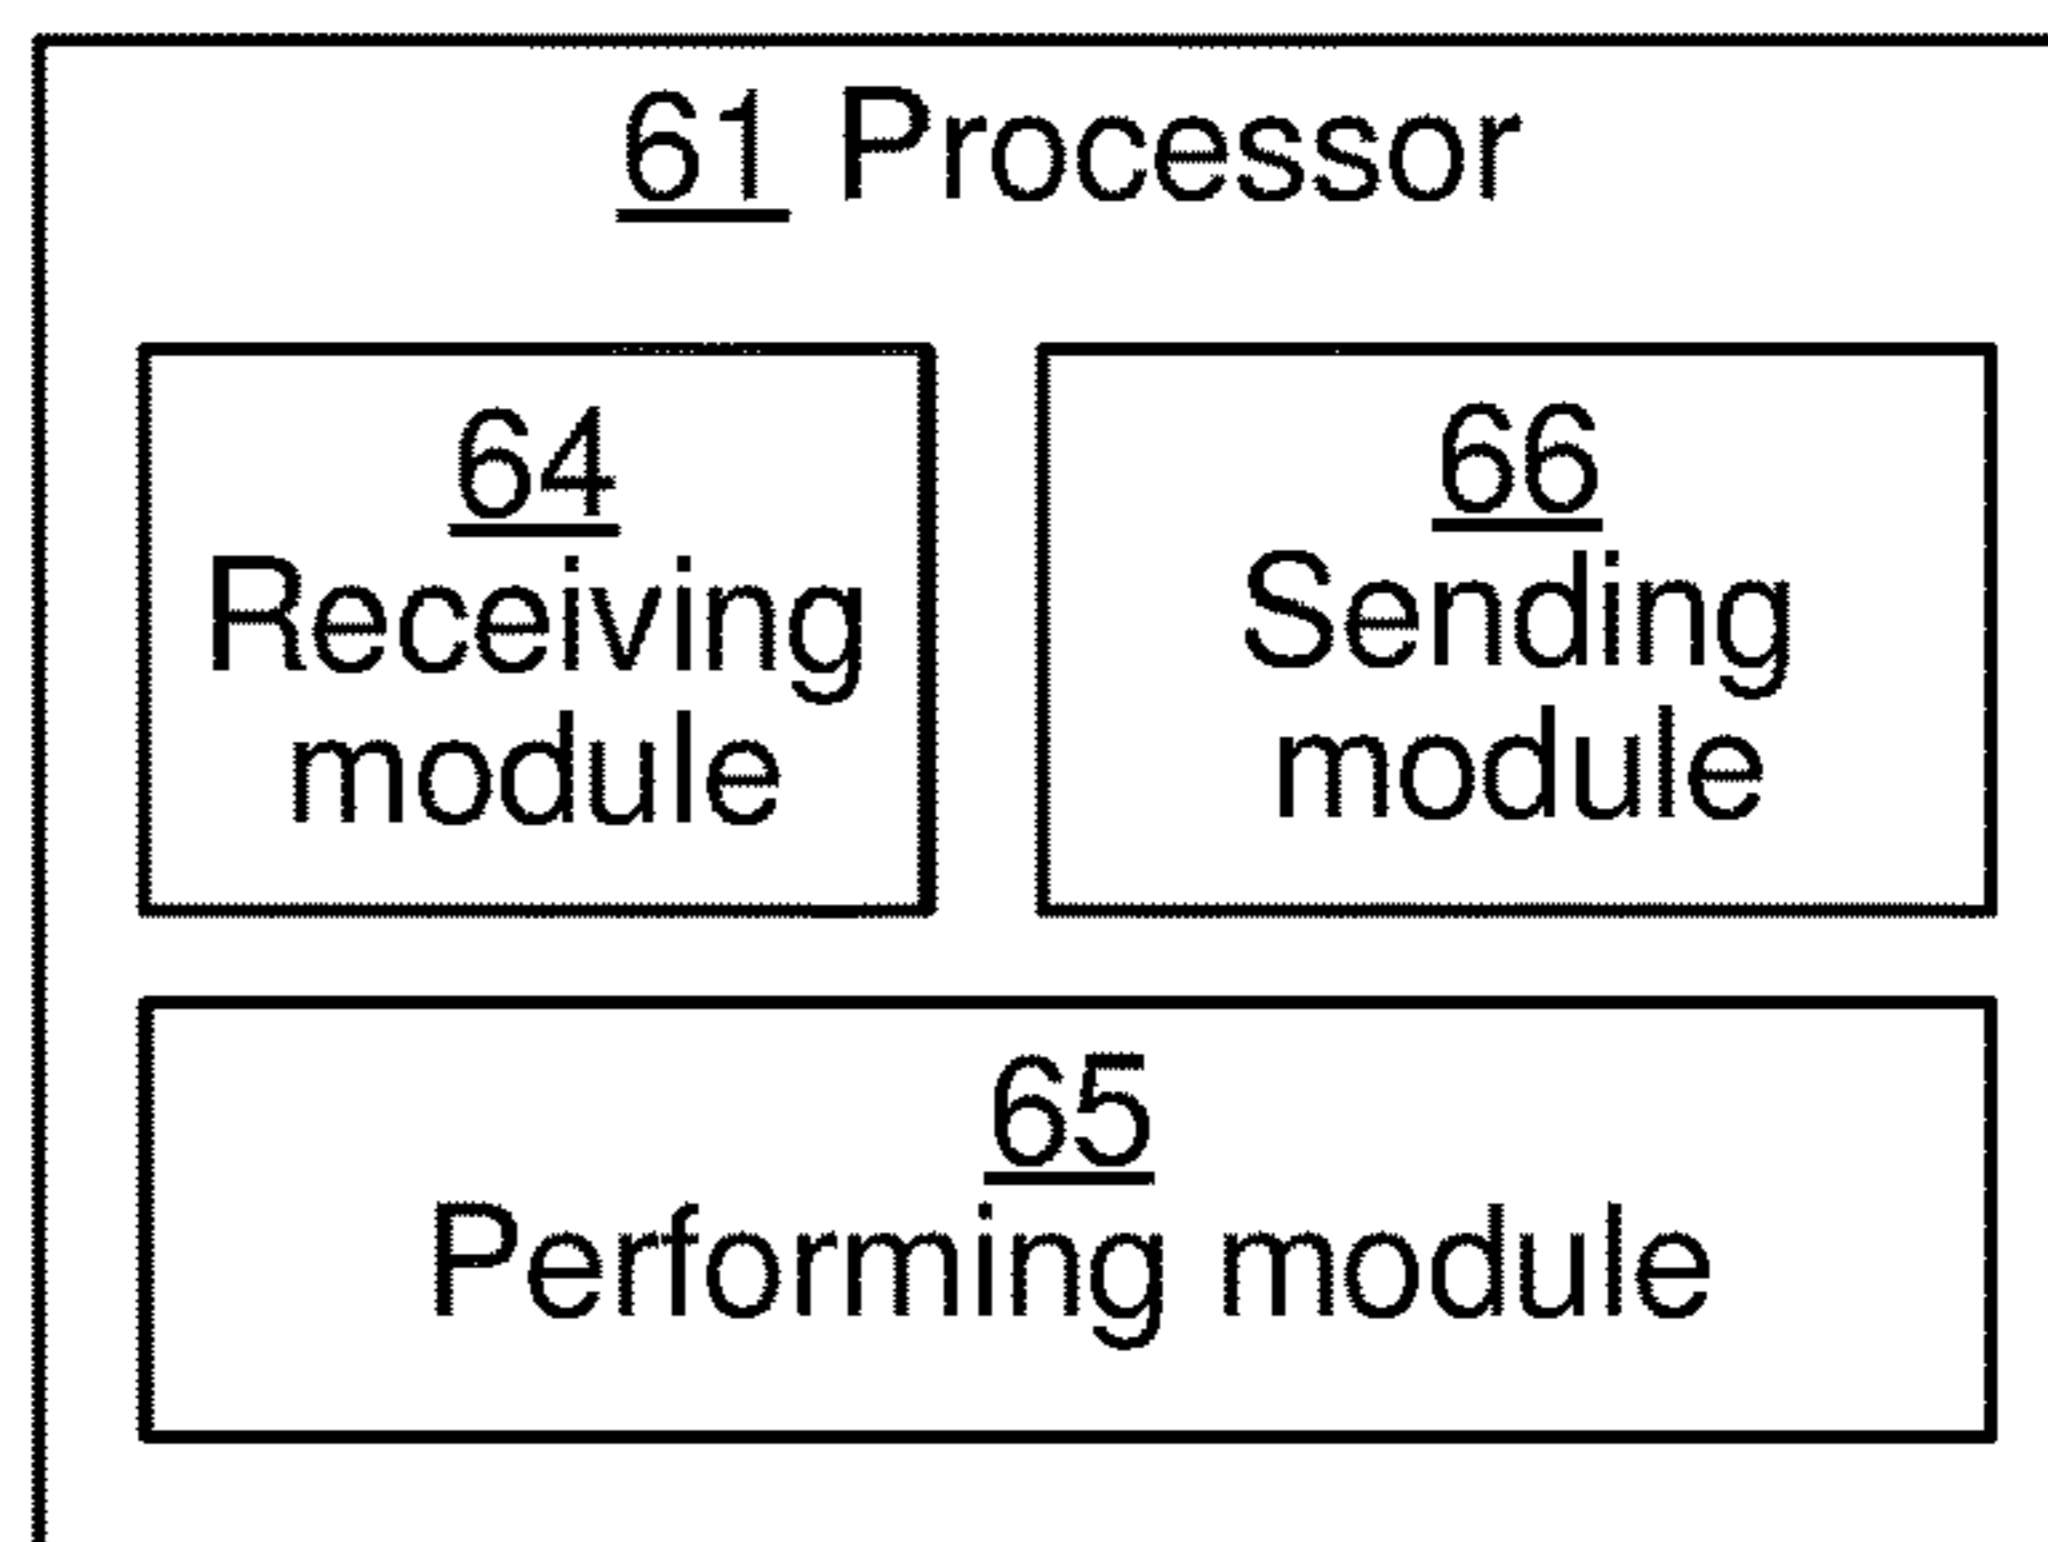 61 Processor
64
Receiving
module
66
Sending
module
65
Performing module